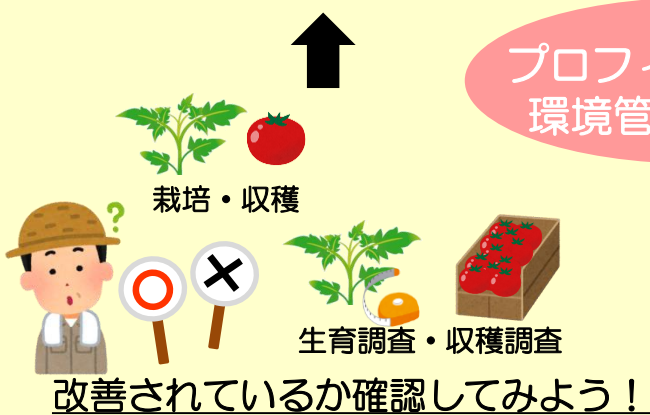 プロフィ
環境管
栽培・収穫
?
生育調査・収穫調査
改善されているか確認してみよう！